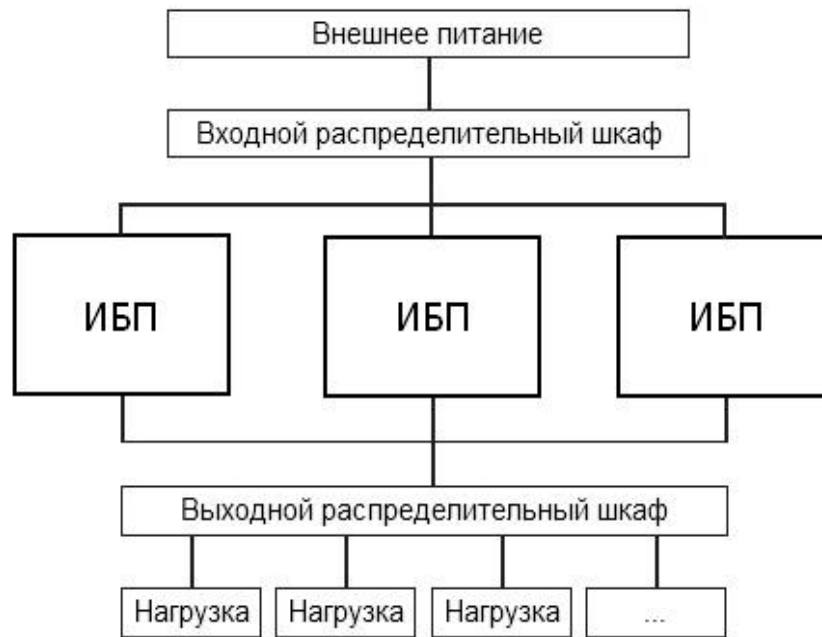 Внешнее питание
Входной распределительный шкаф
ИБП
ИБП
ИБП
Выходной распределительный шкаф
Нагрузка
Нагрузка
Нагрузка
...